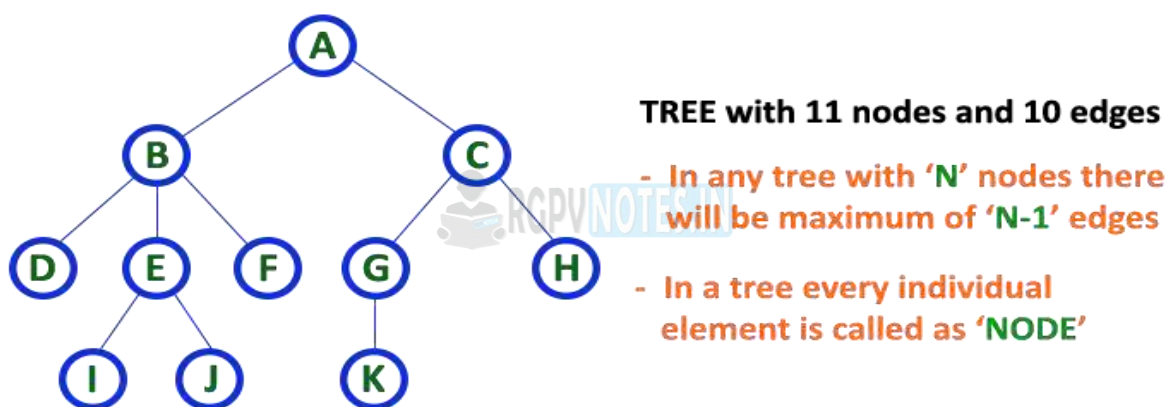 A
B
C
D
E
F
G
H
I
J
K
TREE with 11 nodes and 10 edges
- In any tree with ‘N’ nodes there
will be maximum of ‘N-1’ edges
RGPVNOTES.IN
- In a tree every individual
element is called as ‘NODE’